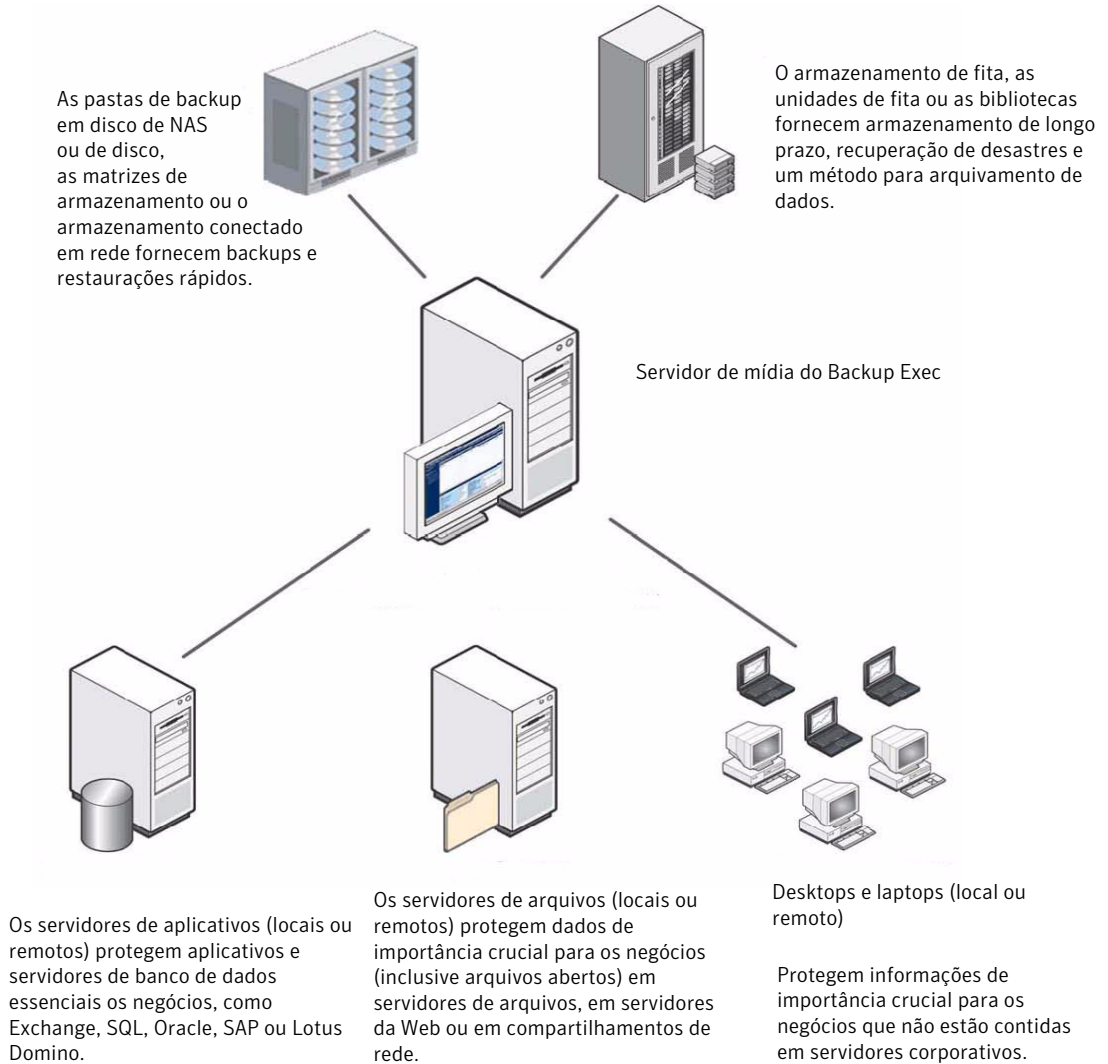 As pastas de backup
em disco de NAS
ou de disco,
as matrizes de
armazenamento ou o
armazenamento conectado
em rede fornecem backups e
restaurações rápidos.
O armazenamento de fita, as
unidades de fita ou as bibliotecas
fornecem armazenamento de longo
prazo, recuperação de desastres e
um método para arquivamento de
dados.
Servidor de mídia do Backup Exec
Os servidores de aplicativos (locais ou
remotos) protegem aplicativos e
servidores de banco de dados
essenciais os negócios, como
Exchange, SQL, Oracle, SAP ou Lotus
Domino.
Os servidores de arquivos (locais ou
remotos) protegem dados de
importância crucial para os negócios
(inclusive arquivos abertos) em
servidores de arquivos, em servidores
da Web ou em compartilhamentos de
rede.
Desktops e laptops (local ou
remoto)
Protegem informações de
importância crucial para os
negócios que não estão contidas
em servidores corporativos.